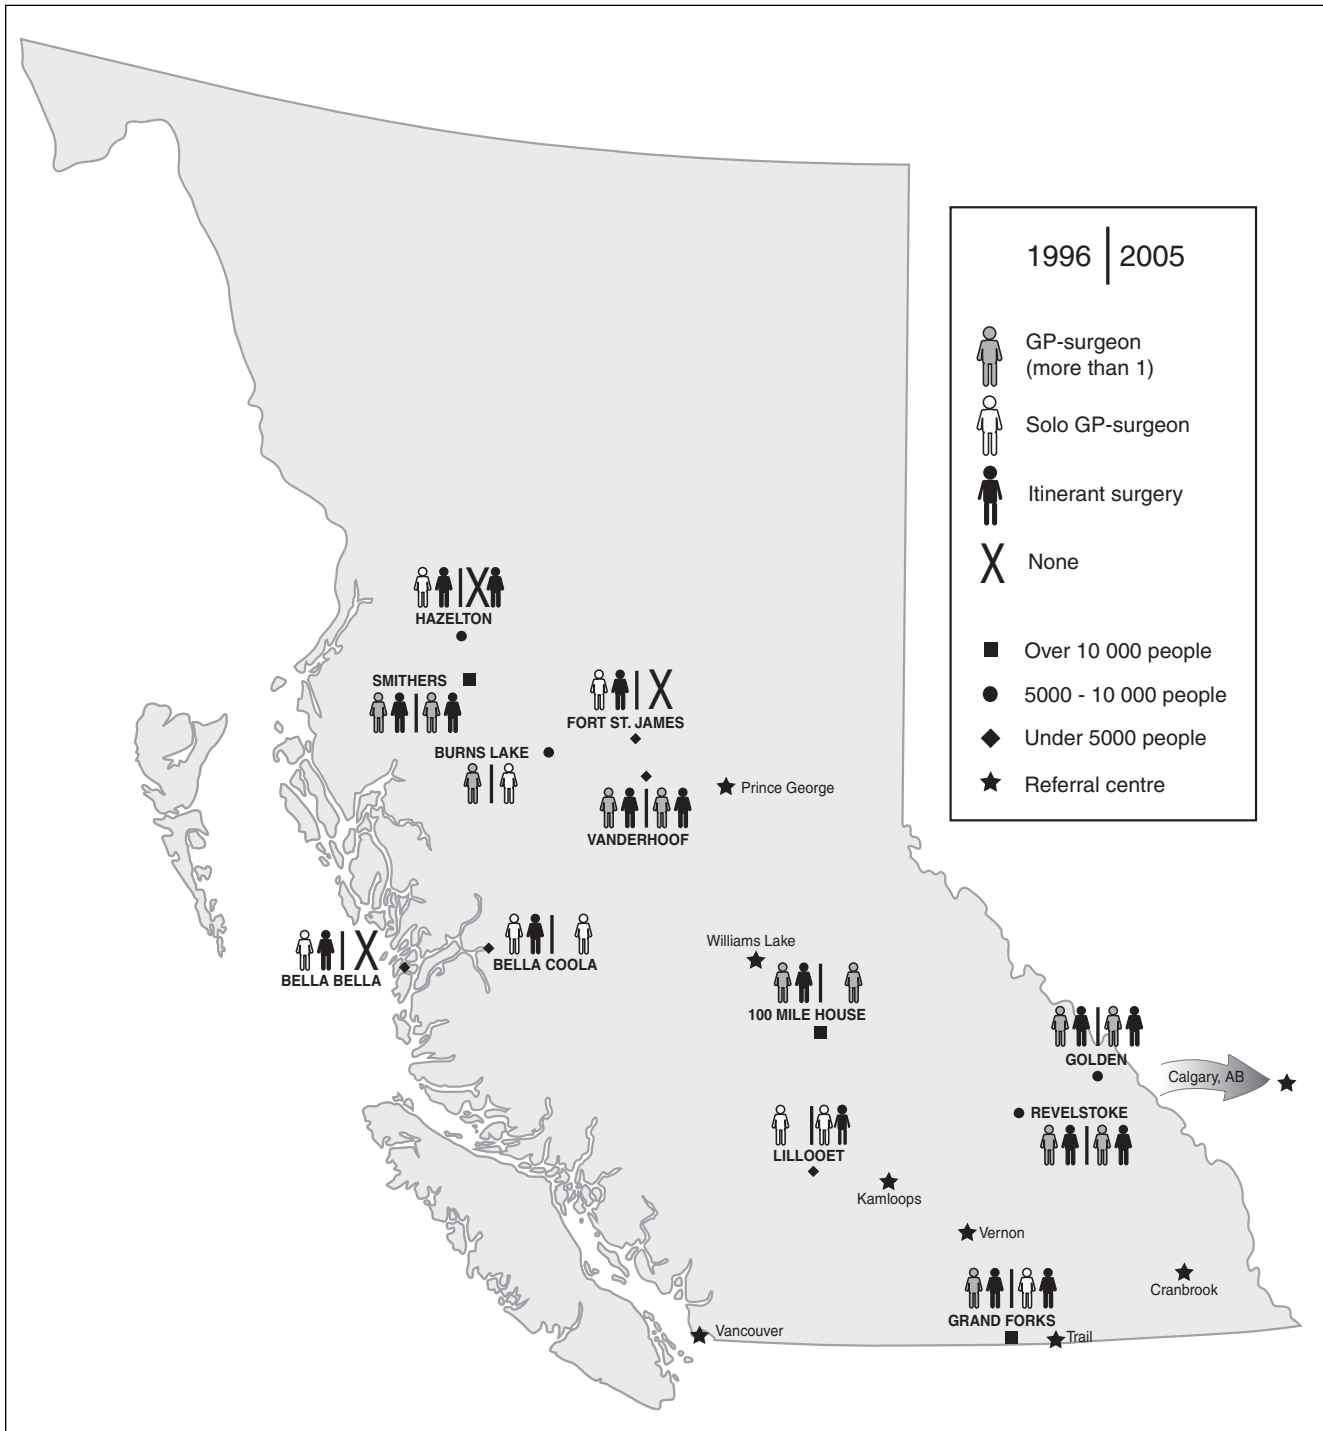 1996 | 2005
GP-surgeon
(more than 1)
Solo GP-surgeon
Itinerant surgery
X None
Over 10 000 people
5000 - 10 000 people
Under 5000 people
Referral centre
X
HAZELTON
SMITHERS
X
FORT ST. JAMES
BURNS LAKE
Prince George
VANDERHOOF
X
BELLA BELLA
BELLA COOLA
Williams Lake
100 MILE HOUSE
GOLDEN
Calgary, AB
REVELSTOKE
LILLOOET
Kamloops
Vernon
Cranbrook
GRAND FORKS
Vancouver
Trail